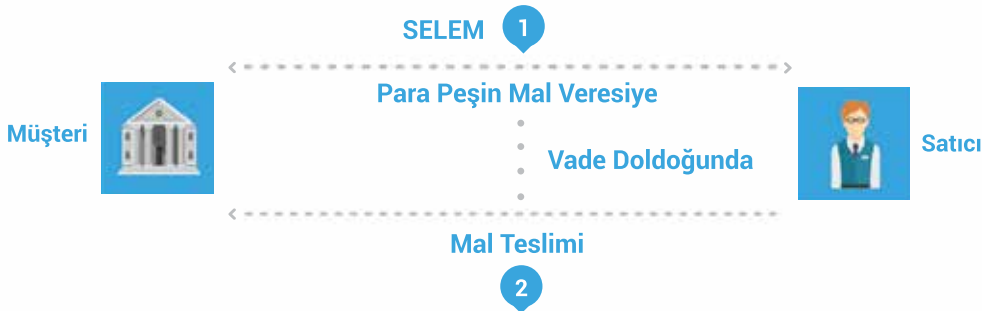 SELEM 1
Para Peşin Mal Veresiye
Müşteri
Vade Doldoğunda
Satıcı
Mal Teslimi
2